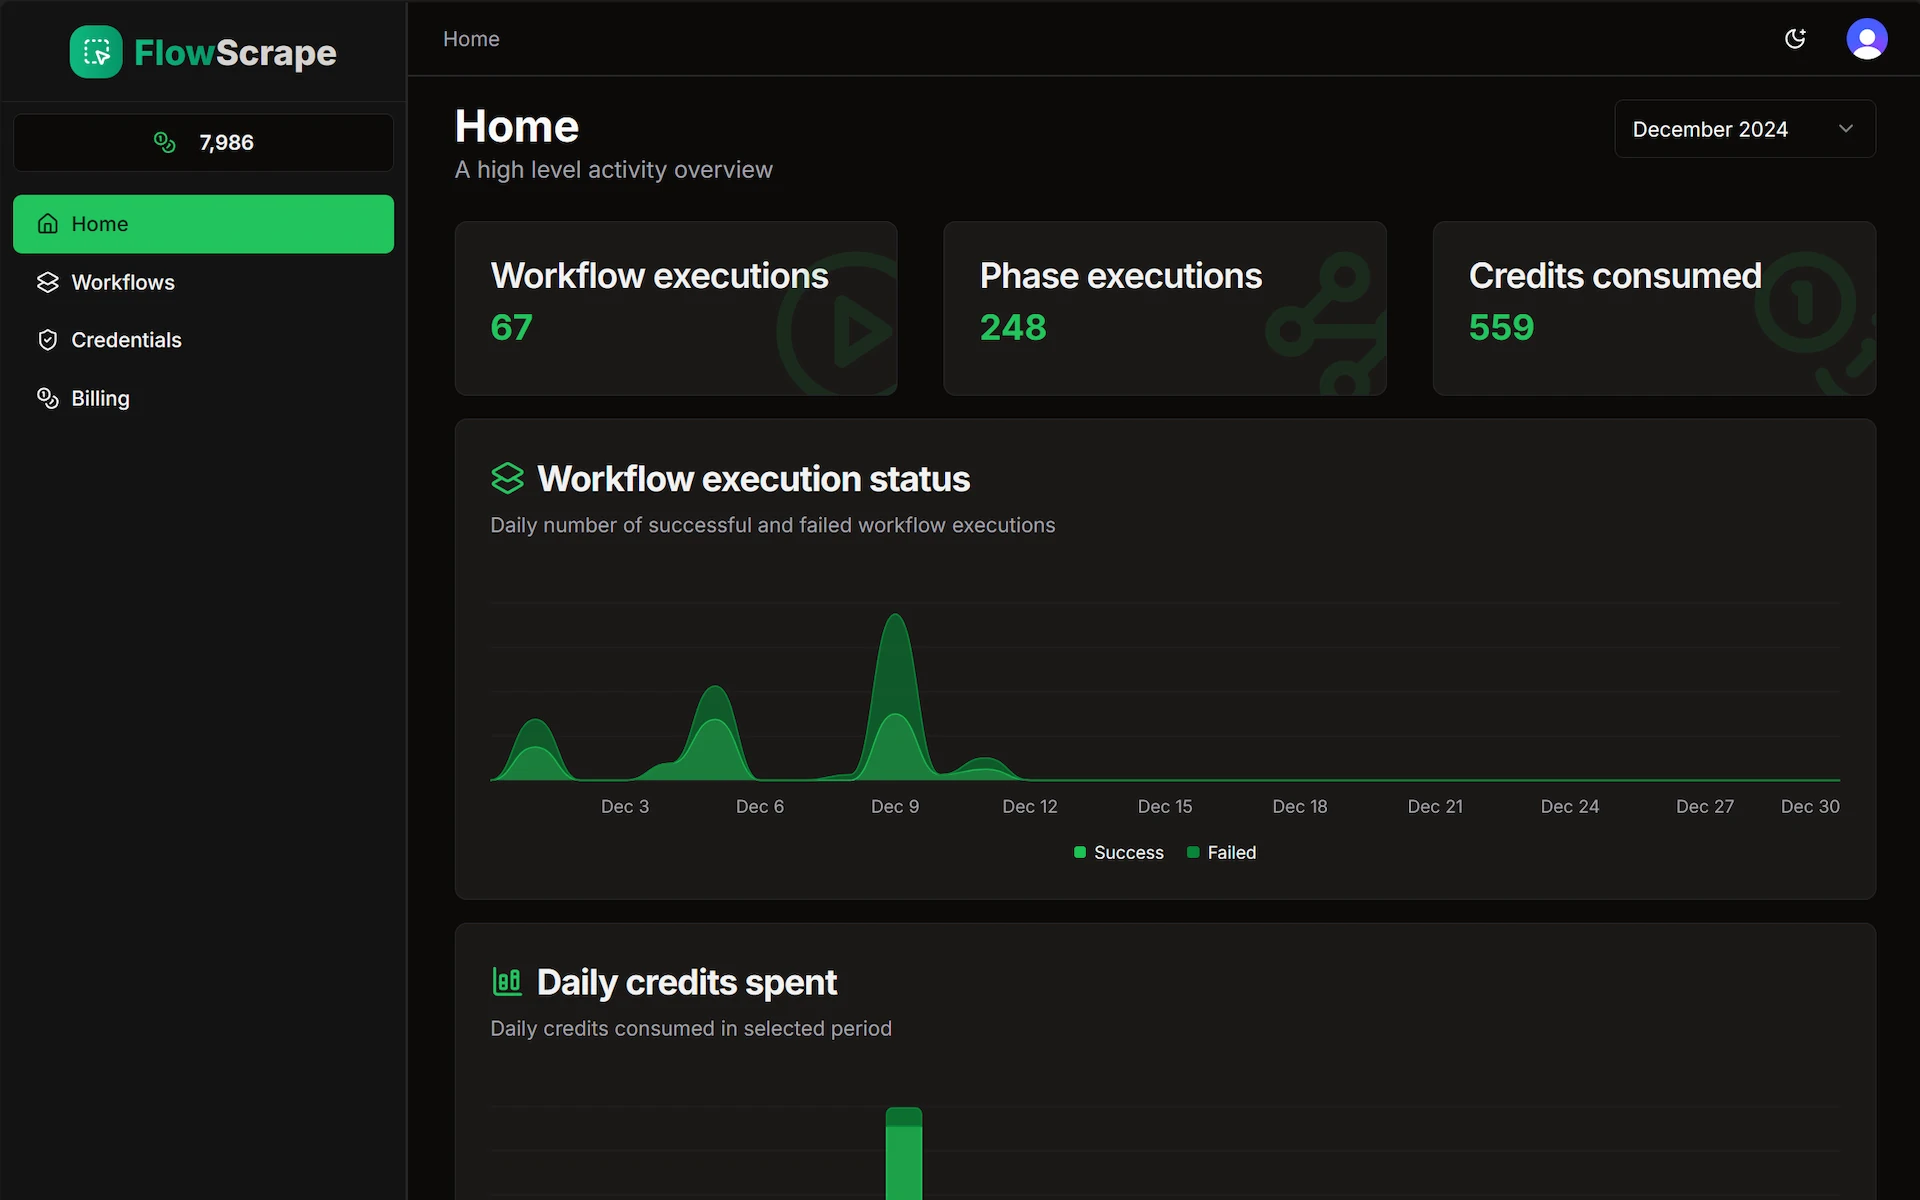 FlowScrape
7,986
Home
Workflows
Credentials
Billing
Home
Home
A high level activity overview
December 2024
Workflow executions
67
Phase executions
248
Credits consumed
559
Workflow execution status
Daily number of successful and failed workflow executions
Dec 3 Dec 6 Dec 9 Dec 12 Dec 15 Dec 18 Dec 21 Dec 24 Dec 27 Dec 30
Success Failed
Daily credits spent
Daily credits consumed in selected period